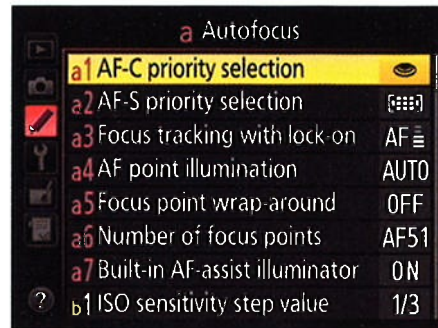 a Autofocus
a1 AF-C priority selection
a2 AF-S priority selection
a3 Focus tracking with lock-on AF
a4 AF point illumination AUTO
a5 Focus point wrap-around OFF
a6 Number of focus points AF51
a7 Built-in AF-assist illuminator ON
? b1 ISO sensitivity step value 1/3